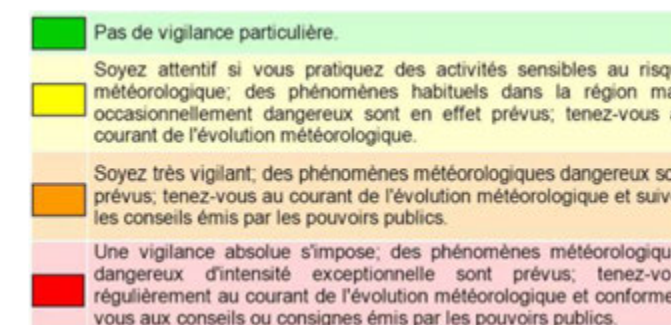 Pas de vigilance particulière.
Soyez attentif si vous pratiquez des activités sensibles au risqu
météorologique; des phénomènes habituels dans la région ma
occasionnellement dangereux sont en effet prévus; tenez-vous a
courant de l'évolution météorologique.
Soyez très vigilant; des phénomènes météorologiques dangereux so
prévus; tenez-vous au courant de l'évolution météorologique et suive
les conseils émis par les pouvoirs publics.
Une vigilance absolue s'impose; des phénomènes météorologique
dangereux d'intensité exceptionnelle sont prévus; tenez-vo
régulièrement au courant de l'évolution météorologique et conforme
vous aux conseils ou consignes émis par les pouvoirs publics.